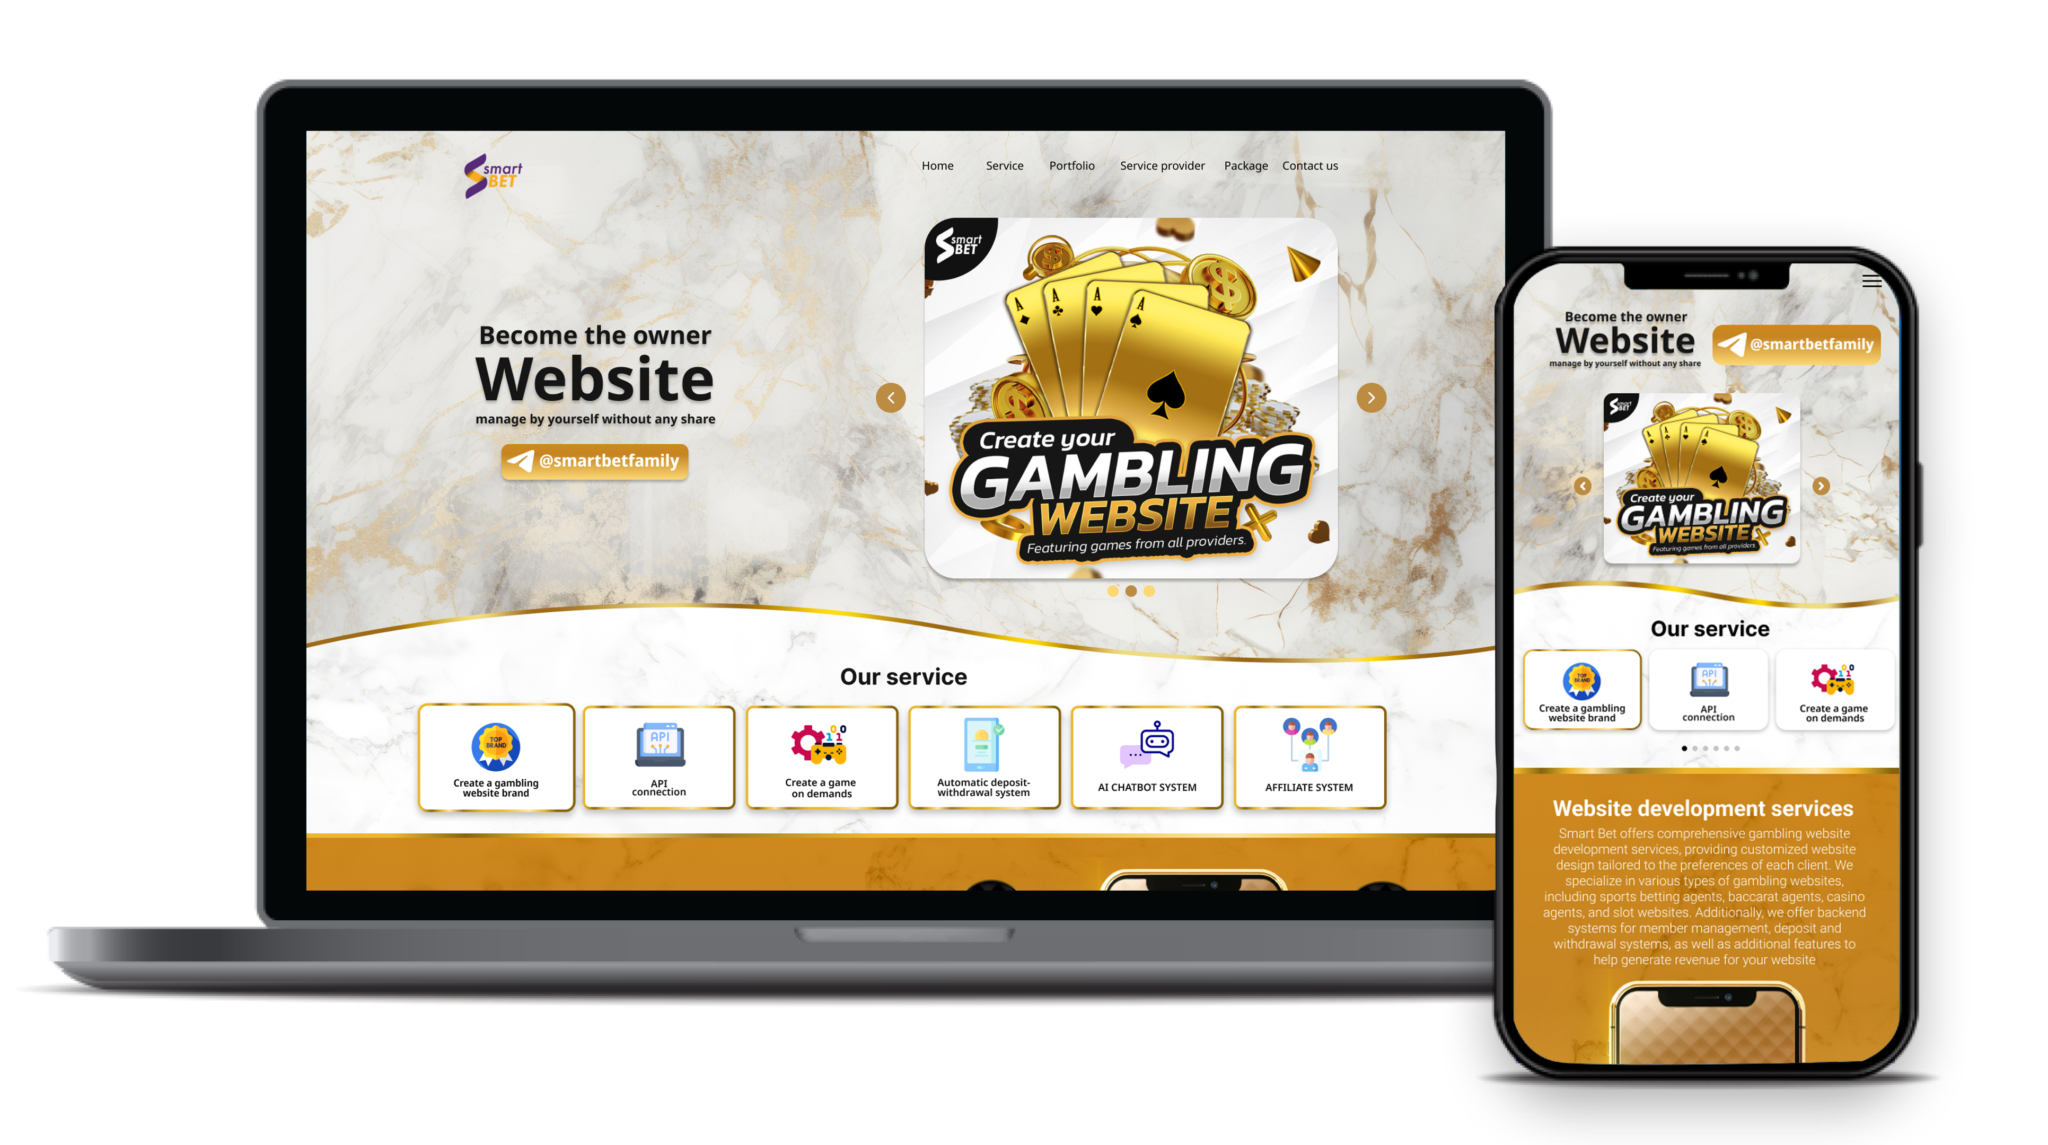 smart
BET
Home
Service
Portfolio
Service provider
Package
Contact us
Become the owner
Website
manage by yourself without any share
@smartbetfamily
smart
BET
A
A
A
A
Create your
GAMBLING
WEBSITE
Featuring games from all providers.
Our service
TOP
BRAND
Create a gambling
website brand
API
API
connection
Create a game
on demands
Automatic deposit-
withdrawal system
AI CHATBOT SYSTEM
AFFILIATE SYSTEM
Become the owner
Website
manage by yourself without any share
@smartbetfamily
smart
BET
A
A
A
A
Create your
GAMBLING
WEBSITE
Featuring games from all providers.
Our service
TOP
BRAND
Create a gambling
website brand
API
API
connection
Create a game
on demands
Website development services
Smart Bet offers comprehensive gambling website
development services, providing customized website
design tailored to the preferences of each client. We
specialize in various types of gambling websites,
including sports betting agents, baccarat agents, casino
agents, and slot websites. Additionally, we offer backend
systems for member management, deposit and
withdrawal systems, as well as additional features to
help generate revenue for your website